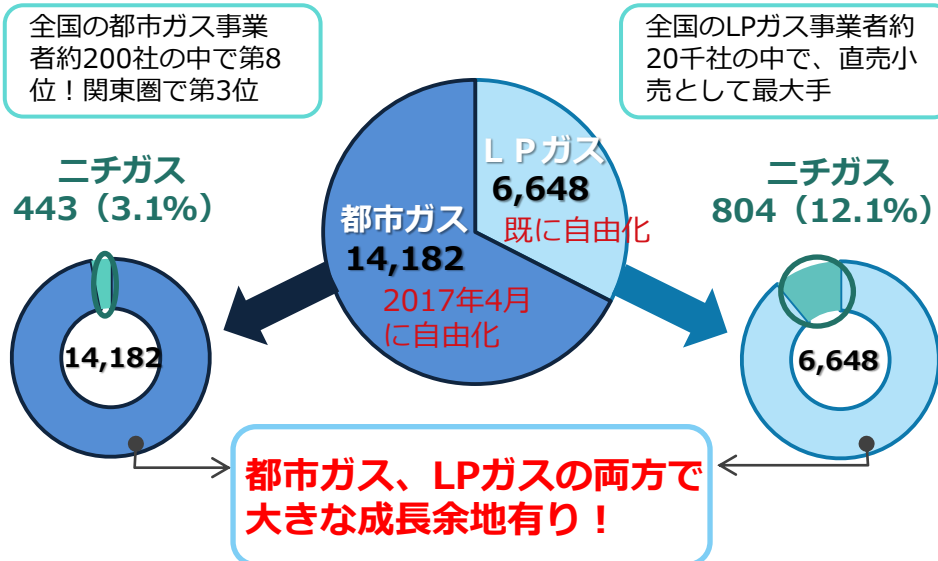 全国の都市ガス事業
者約200社の中で第8
位！関東圏で第3位
全国のLPガス事業者約
20千社の中で、直売小
売として最大手
ＬＰガス
6,648
既に自由化
都市ガス
14,182
2017年4月
に自由化
ニチガス
443（3.1%）
14,182
ニチガス
804（12.1%）
6,648
都市ガス、LPガスの両方で
大きな成長余地有り！